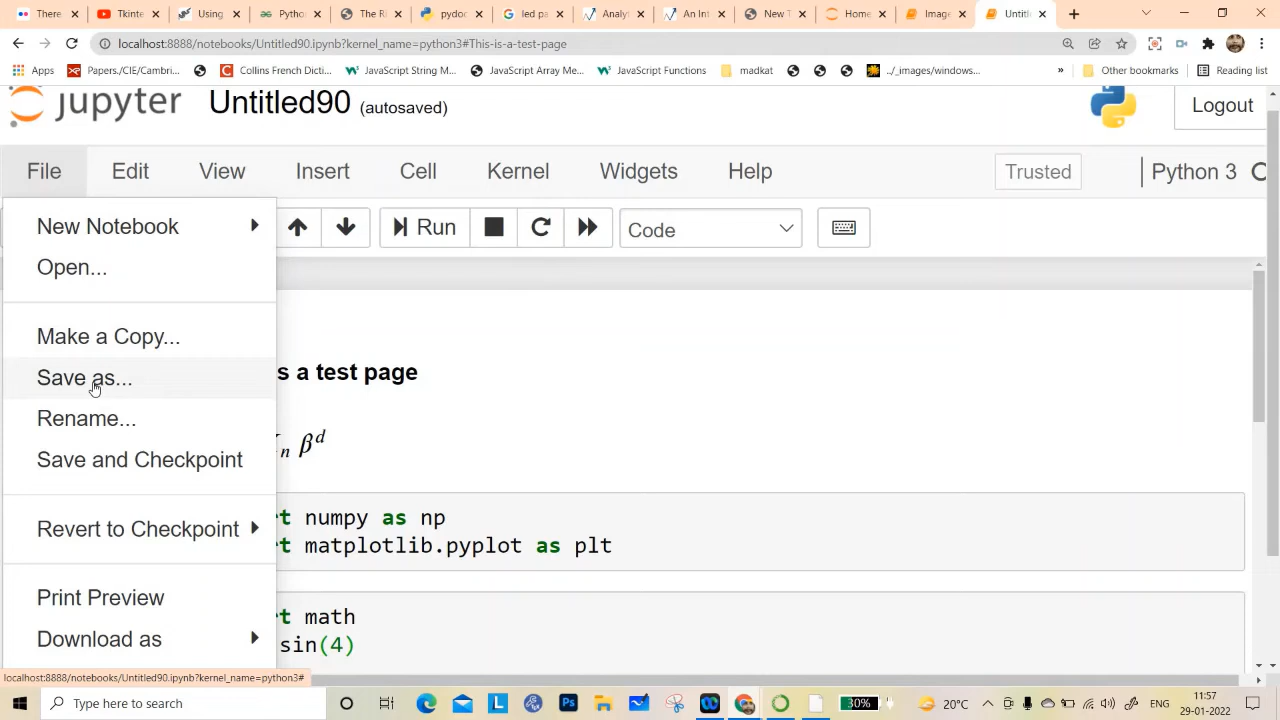 There
Tkinte
Using
Python
The RI
pydoc
led pa
Analyt
An Int
New T
Home
Image
Untitl
localhost:8888/notebooks/Untitled90.ipynb?kernel_name=python3#This-is-a-test-page
Apps
Papers./CIE/Cambri...
Collins French Dictio...
JavaScript String M...
JavaScript Array Me...
JavaScript Functions
madkat
../_images/windows...
»
Other bookmarks
Reading list
jupyter Untitled90 (autosaved)
Logout
File Edit View Insert Cell Kernel Widgets Help
Trusted
Python 3
New Notebook
Open...
Make a Copy...
Save as...
Rename...
Save and Checkpoint
Revert to Checkpoint
Print Preview
Download as
Run
Code
s a test page
n β^d
t numpy as np
t matplotlib.pyplot as plt
t math
sin(4)
localhost:8888/notebooks/Untitled90.ipynb?kernel_name=python3#
Type here to search
30%
20°C
ENG
11:57
29-01-2022